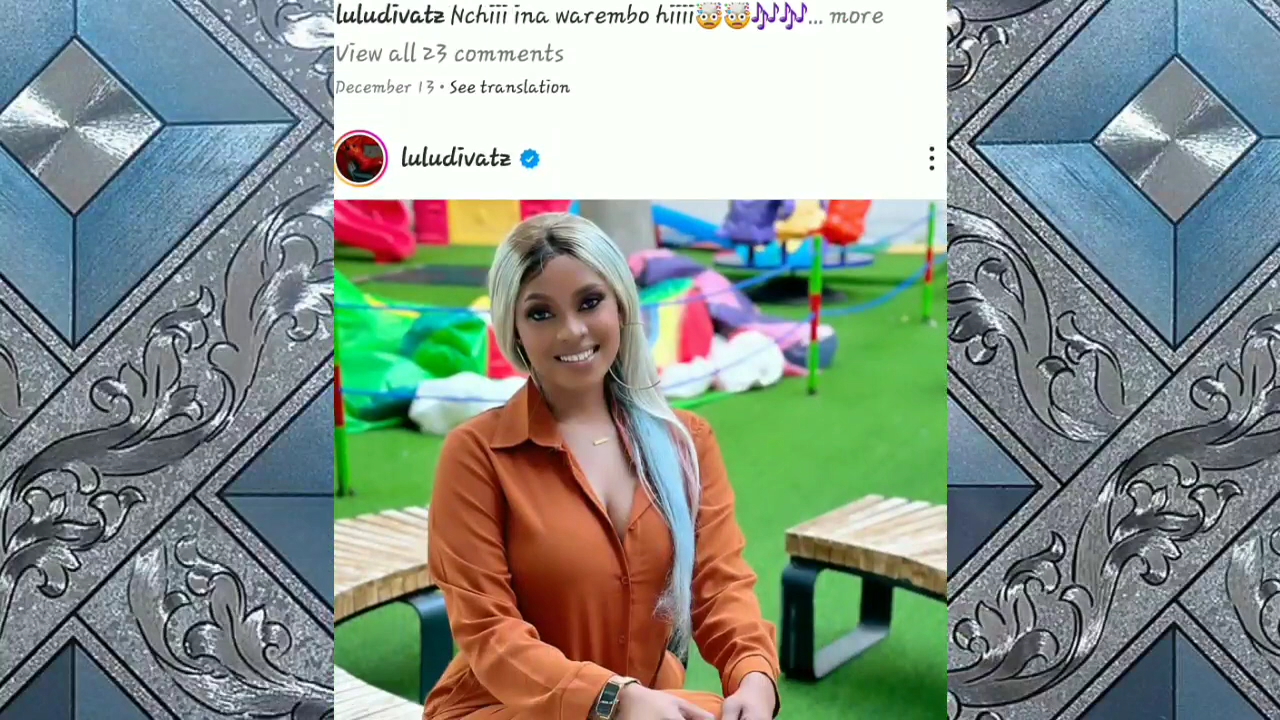 luludivatz Nchiii ina warembo hiiii🤯🤯🎶🎶... more
View all 23 comments
December 13 • See translation
luludivatz